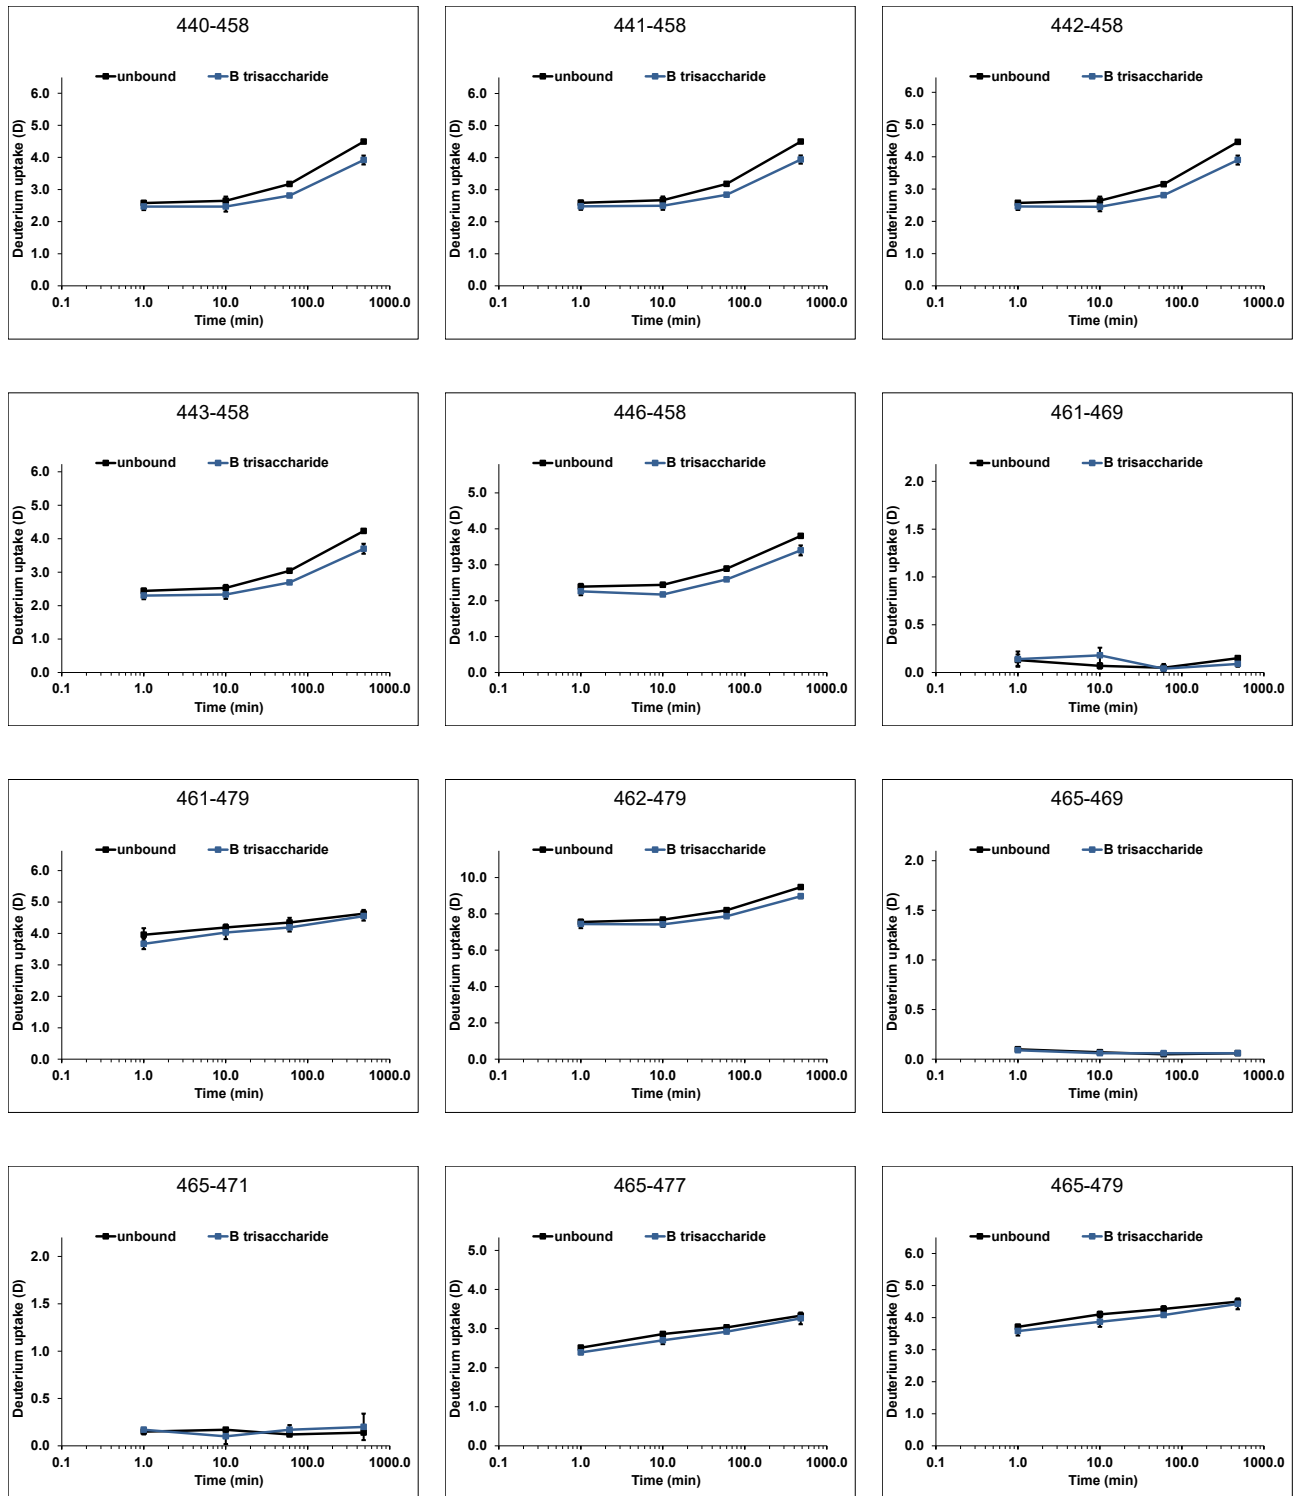 440-458
unbound B trisaccharide
Deuterium uptake (D)
6.0
5.0
4.0
3.0
2.0
1.0
0.0
0.1 1.0 10.0 100.0 1000.0
Time (min)
441-458
unbound B trisaccharide
Deuterium uptake (D)
6.0
5.0
4.0
3.0
2.0
1.0
0.0
0.1 1.0 10.0 100.0 1000.0
Time (min)
442-458
unbound B trisaccharide
Deuterium uptake (D)
6.0
5.0
4.0
3.0
2.0
1.0
0.0
0.1 1.0 10.0 100.0 1000.0
Time (min)
443-458
unbound B trisaccharide
Deuterium uptake (D)
6.0
5.0
4.0
3.0
2.0
1.0
0.0
0.1 1.0 10.0 100.0 1000.0
Time (min)
446-458
unbound B trisaccharide
Deuterium uptake (D)
5.0
4.0
3.0
2.0
1.0
0.0
0.1 1.0 10.0 100.0 1000.0
Time (min)
461-469
unbound B trisaccharide
Deuterium uptake (D)
2.0
1.5
1.0
0.5
0.0
0.1 1.0 10.0 100.0 1000.0
Time (min)
461-479
unbound B trisaccharide
Deuterium uptake (D)
6.0
5.0
4.0
3.0
2.0
1.0
0.0
0.1 1.0 10.0 100.0 1000.0
Time (min)
462-479
unbound B trisaccharide
Deuterium uptake (D)
10.0
8.0
6.0
4.0
2.0
0.0
0.1 1.0 10.0 100.0 1000.0
Time (min)
465-469
unbound B trisaccharide
Deuterium uptake (D)
2.0
1.5
1.0
0.5
0.0
0.1 1.0 10.0 100.0 1000.0
Time (min)
465-471
unbound B trisaccharide
Deuterium uptake (D)
2.0
1.5
1.0
0.5
0.0
0.1 1.0 10.0 100.0 1000.0
Time (min)
465-477
unbound B trisaccharide
Deuterium uptake (D)
5.0
4.0
3.0
2.0
1.0
0.0
0.1 1.0 10.0 100.0 1000.0
Time (min)
465-479
unbound B trisaccharide
Deuterium uptake (D)
6.0
5.0
4.0
3.0
2.0
1.0
0.0
0.1 1.0 10.0 100.0 1000.0
Time (min)